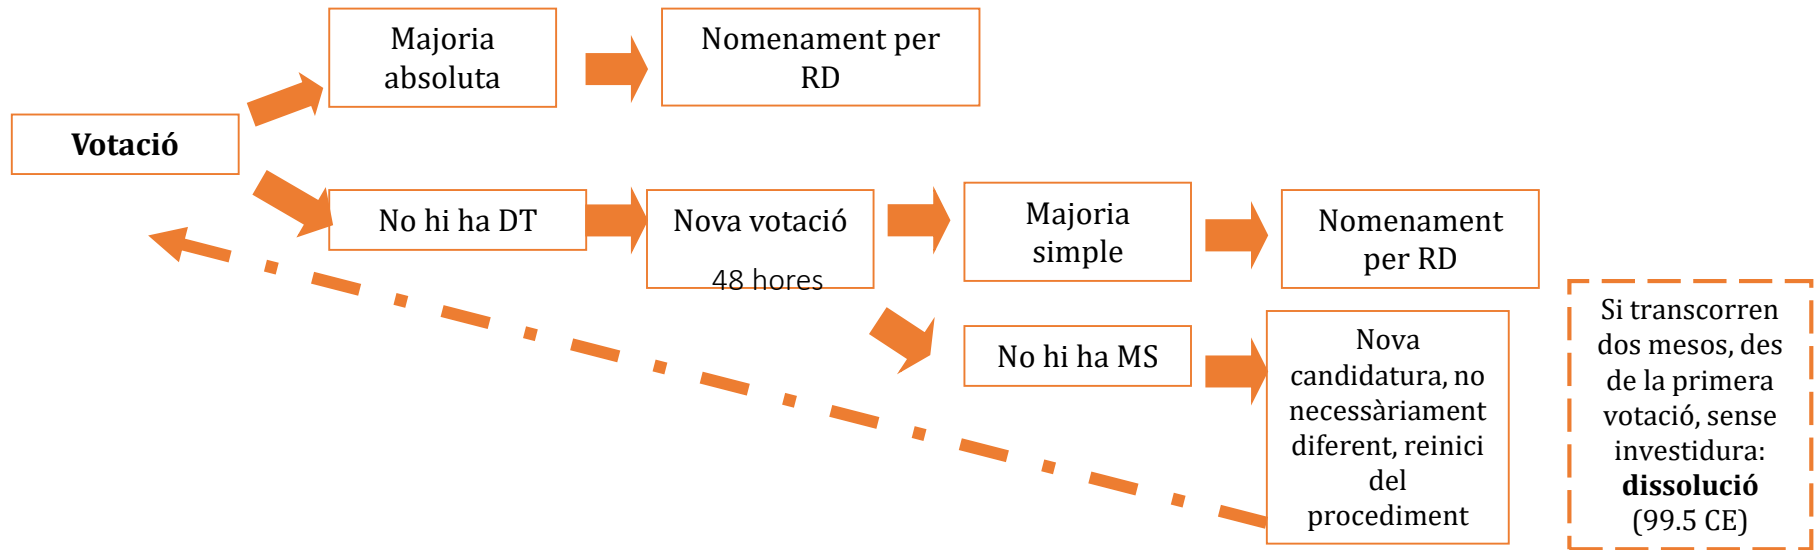 Majoria
absoluta
Nomenament per
RD
Votació
No hi ha DT
Nova votació
48 hores
Majoria
simple
Nomenament
per RD
No hi ha MS
Nova
candidatura, no
necessàriament
diferent, reinici
del
procediment
Si transcorren
dos mesos, des
de la primera
votació, sense
investidura:
dissolució
(99.5 CE)